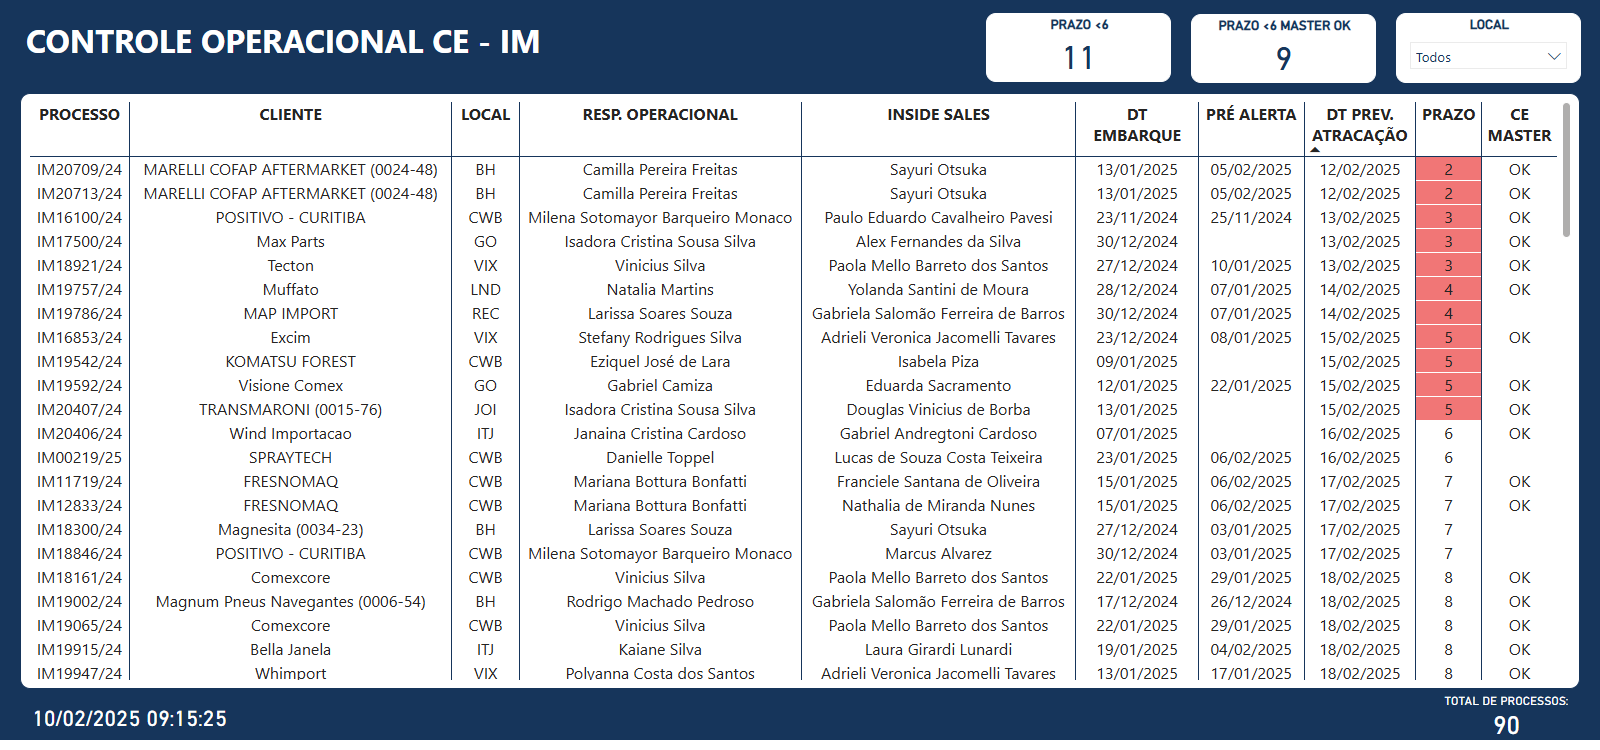 CONTROLE OPERACIONAL CE - IM
PRAZO <6
11
PRAZO <6 MASTER OK
9
LOCAL
Todos
PROCESSO CLIENTE LOCAL RESP. OPERACIONAL INSIDE SALES DT EMBARQUE PRÉ ALERTA DT PREV. ATRACAÇÃO PRAZO CE MASTER
IM20709/24 MARELLI COFAP AFTERMARKET (0024-48) BH Camilla Pereira Freitas Sayuri Otsuka 13/01/2025 05/02/2025 12/02/2025 2 OK
IM20713/24 MARELLI COFAP AFTERMARKET (0024-48) BH Camilla Pereira Freitas Sayuri Otsuka 13/01/2025 05/02/2025 12/02/2025 2 OK
IM16100/24 POSITIVO - CURITIBA CWB Milena Sotomayor Barqueiro Monaco Paulo Eduardo Cavalheiro Pavesi 23/11/2024 25/11/2024 13/02/2025 3 OK
IM17500/24 Max Parts GO Isadora Cristina Sousa Silva Alex Fernandes da Silva 30/12/2024 13/02/2025 3 OK
IM18921/24 Tecton VIX Vinicius Silva Paola Mello Barreto dos Santos 27/12/2024 10/01/2025 13/02/2025 3 OK
IM19757/24 Muffato LND Natalia Martins Yolanda Santini de Moura 28/12/2024 07/01/2025 14/02/2025 4 OK
IM19786/24 MAP IMPORT REC Larissa Soares Souza Gabriela Salomão Ferreira de Barros 30/12/2024 07/01/2025 14/02/2025 4
IM16853/24 Excim VIX Stefany Rodrigues Silva Adrieli Veronica Jacomelli Tavares 23/12/2024 08/01/2025 15/02/2025 5 OK
IM19542/24 KOMATSU FOREST CWB Eziquel José de Lara Isabela Piza 09/01/2025 15/02/2025 5
IM19592/24 Visione Comex GO Gabriel Camiza Eduarda Sacramento 12/01/2025 22/01/2025 15/02/2025 5 OK
IM20407/24 TRANSMARONI (0015-76) JOI Isadora Cristina Sousa Silva Douglas Vinicius de Borba 13/01/2025 15/02/2025 5 OK
IM20406/24 Wind Importacao ITJ Janaina Cristina Cardoso Gabriel Andregtoni Cardoso 07/01/2025 16/02/2025 6 OK
IM00219/25 SPRAYTECH CWB Danielle Toppel Lucas de Souza Costa Teixeira 23/01/2025 06/02/2025 16/02/2025 6
IM11719/24 FRESNOMAQ CWB Mariana Bottura Bonfatti Franciele Santana de Oliveira 15/01/2025 06/02/2025 17/02/2025 7 OK
IM12833/24 FRESNOMAQ CWB Mariana Bottura Bonfatti Nathalia de Miranda Nunes 15/01/2025 06/02/2025 17/02/2025 7 OK
IM18300/24 Magnesita (0034-23) BH Larissa Soares Souza Sayuri Otsuka 27/12/2024 03/01/2025 17/02/2025 7
IM18846/24 POSITIVO - CURITIBA CWB Milena Sotomayor Barqueiro Monaco Marcus Alvarez 30/12/2024 03/01/2025 17/02/2025 7
IM18161/24 Comexcore CWB Vinicius Silva Paola Mello Barreto dos Santos 22/01/2025 29/01/2025 18/02/2025 8 OK
IM19002/24 Magnum Pneus Navegantes (0006-54) BH Rodrigo Machado Pedroso Gabriela Salomão Ferreira de Barros 17/12/2024 26/12/2024 18/02/2025 8 OK
IM19065/24 Comexcore CWB Vinicius Silva Paola Mello Barreto dos Santos 22/01/2025 29/01/2025 18/02/2025 8 OK
IM19915/24 Bella Janela ITJ Kaiane Silva Laura Girardi Lunardi 19/01/2025 04/02/2025 18/02/2025 8 OK
IM19947/24 Whimport VIX Polyanna Costa dos Santos Adrieli Veronica Jacomelli Tavares 13/01/2025 17/01/2025 18/02/2025 8 OK
10/02/2025 09:15:25
TOTAL DE PROCESSOS:
90